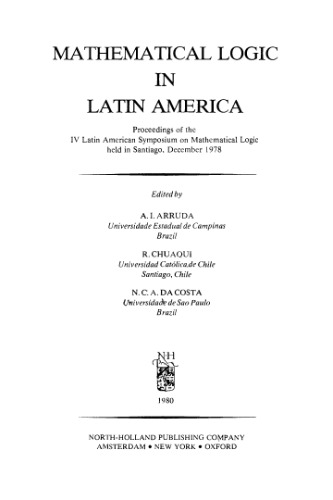 MATHEMATICAL LOGIC
IN
LATIN AMERICA
Proceedings of the
IV Latin American Symposium on Mathematical Logic
held in Santiago, December 1978
Edited by
A. I. ARRUDA
Universidade Estadual de Campinas
Brazil
R. CHUAQUI
Universidad Católica de Chile
Santiago, Chile
N. C. A. DA COSTA
Universidade de Sao Paulo
Brazil
NH
1980
NORTH-HOLLAND PUBLISHING COMPANY
AMSTERDAM • NEW YORK • OXFORD